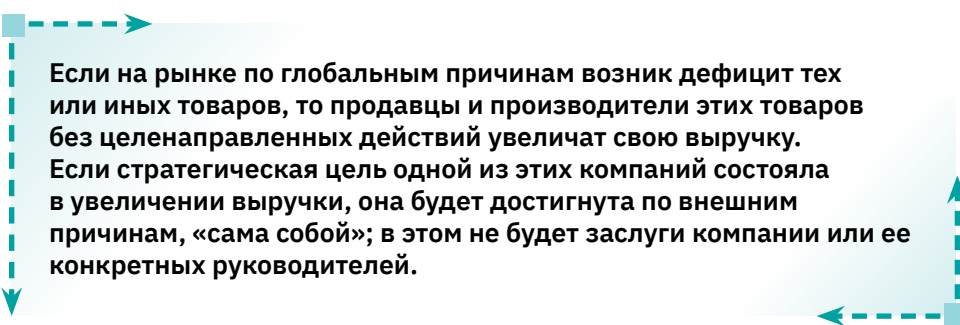 Если на рынке по глобальным причинам возник дефицит тех
или иных товаров, то продавцы и производители этих товаров
без целенаправленных действий увеличат свою выручку.
Если стратегическая цель одной из этих компаний состояла
в увеличении выручки, она будет достигнута по внешним
причинам, «сама собой»; в этом не будет заслуги компании или ее
конкретных руководителей.